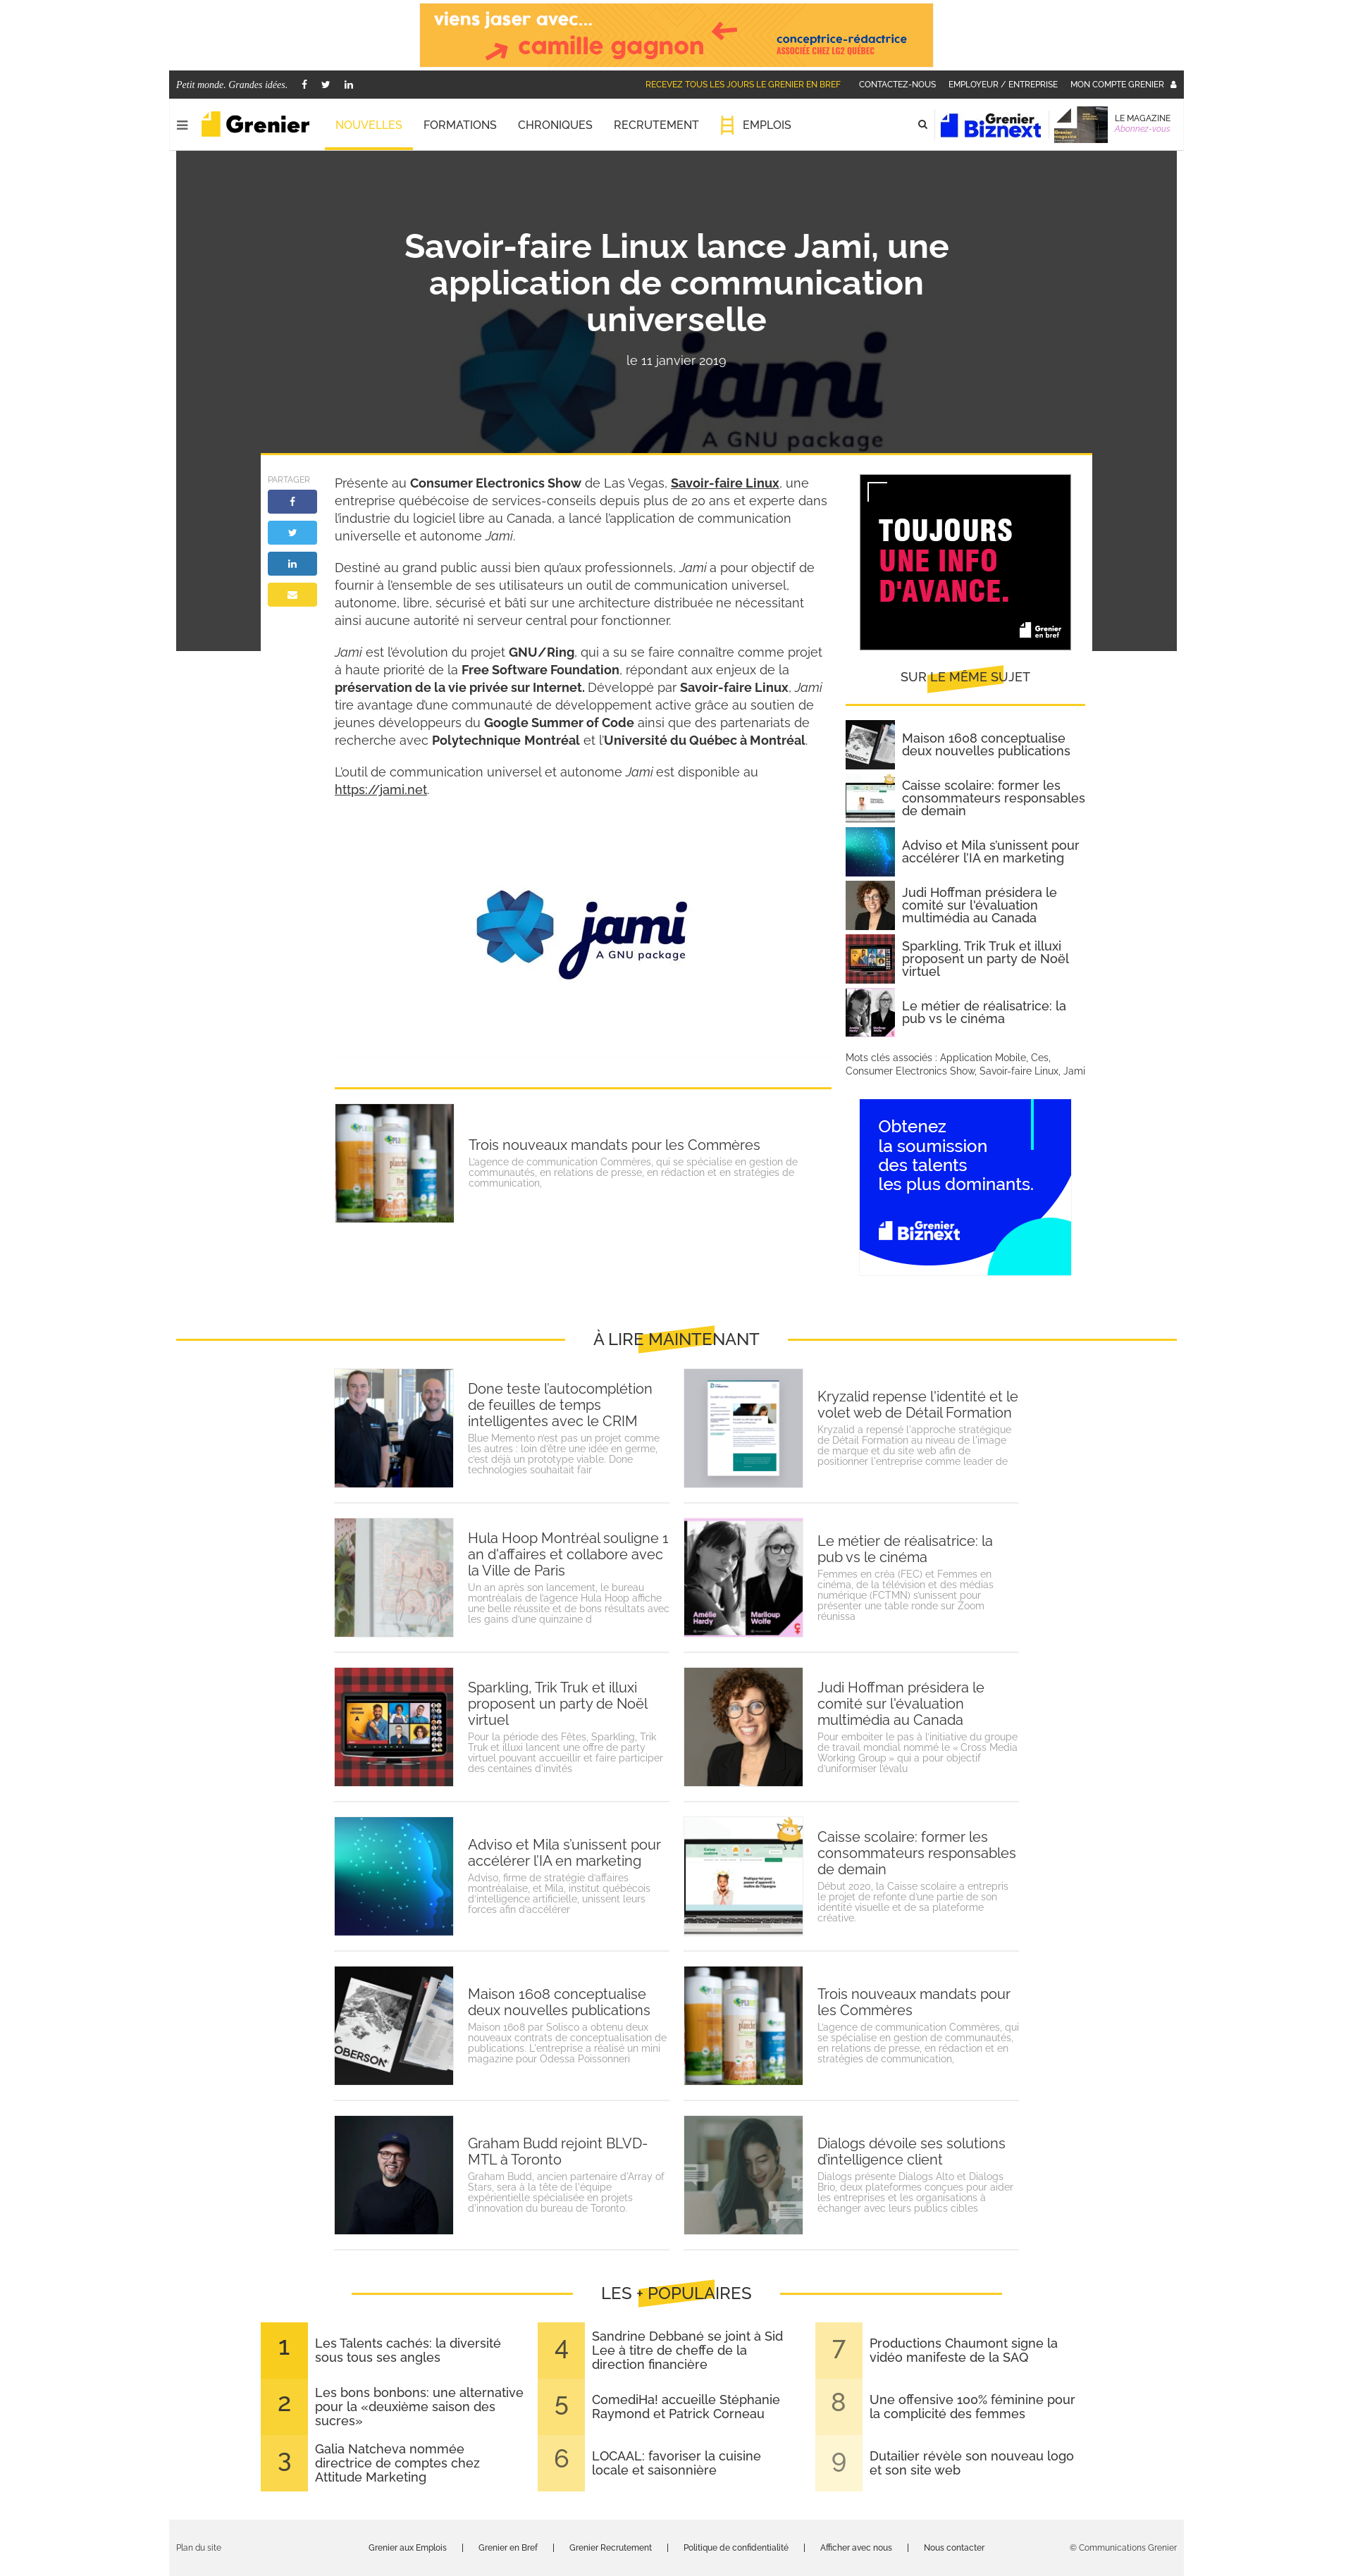 viens jaser avec...
camille gagnon
conceptrice-rédactrice
ASSOCIÉE CHEZ LG2 QUÉBEC
Petit monde. Grandes idées.
RECEVEZ TOUS LES JOURS LE GRENIER EN BREF
CONTACTEZ-NOUS
EMPLOYEUR / ENTREPRISE
MON COMPTE GRENIER
Grenier
NOUVELLES
FORMATIONS
CHRONIQUES
RECRUTEMENT
EMPLOIS
Grenier
Biznext
Grenier
magazine
LE MAGAZINE
Abonnez-vous
Savoir-faire Linux lance Jami, une
application de communication
universelle
le 11 janvier 2019
jami
A GNU package
PARTAGER
Présente au Consumer Electronics Show de Las Vegas, Savoir-faire Linux, une
entreprise québécoise de services-conseils depuis plus de 20 ans et experte dans
l'industrie du logiciel libre au Canada, a lancé l'application de communication
universelle et autonome Jami.
Destiné au grand public aussi bien qu'aux professionnels, Jami a pour objectif de
fournir à l'ensemble de ses utilisateurs un outil de communication universel,
autonome, libre, sécurisé et bâti sur une architecture distribuée ne nécessitant
ainsi aucune autorité ni serveur central pour fonctionner.
Jami est l'évolution du projet GNU/Ring, qui a su se faire connaître comme projet
à haute priorité de la Free Software Foundation, répondant aux enjeux de la
préservation de la vie privée sur Internet. Développé par Savoir-faire Linux, Jami
tire avantage d'une communauté de développement active grâce au soutien de
jeunes développeurs du Google Summer of Code ainsi que des partenariats de
recherche avec Polytechnique Montréal et l'Université du Québec à Montréal.
L'outil de communication universel et autonome Jami est disponible au
https://jami.net.
jami
A GNU package
TOUJOURS
UNE INFO
D'AVANCE.
Grenier
en bref
SUR LE MÊME SUJET
Maison 1608 conceptualise
deux nouvelles publications
Caisse scolaire: former les
consommateurs responsables
de demain
Adviso et Mila s'unissent pour
accélérer l'IA en marketing
Judi Hoffman présidera le
comité sur l'évaluation
multimédia au Canada
Sparkling, Trik Truk et illuxi
proposent un party de Noël
virtuel
Le métier de réalisatrice: la
pub vs le cinéma
Mots clés associés : Application Mobile, Ces,
Consumer Electronics Show, Savoir-faire Linux, Jami
Trois nouveaux mandats pour les Commères
L'agence de communication Commères, qui se spécialise en gestion de
communautés, en relations de presse, en rédaction et en stratégies de
communication,
Obtenez
la soumission
des talents
les plus dominants.
Grenier
Biznext
À LIRE MAINTENANT
Done teste l'autocomplétion
de feuilles de temps
intelligentes avec le CRIM
Blue Memento n'est pas un projet comme
les autres : loin d'être une idée en germe,
c'est déjà un prototype viable. Done
technologies souhaitait fair
Kryzalid repense l'identité et le
volet web de Détail Formation
Kryzalid a repensé l'approche stratégique
de Détail Formation au niveau de l'image
de marque et du site web afin de
positionner l'entreprise comme leader de
Hula Hoop Montréal souligne 1
an d'affaires et collabore avec
la Ville de Paris
Un an après son lancement, le bureau
montréalais de l'agence Hula Hoop affiche
une belle réussite et de bons résultats avec
les gains d'une quinzaine d
Amélie
Hardy
Mariloup
Wolfe
Le métier de réalisatrice: la
pub vs le cinéma
Femmes en créa (FEC) et Femmes en
cinéma, de la télévision et des médias
numérique (FCTMN) s'unissent pour
présenter une table ronde sur Zoom
réunissa
Sparkling, Trik Truk et illuxi
proposent un party de Noël
virtuel
Pour la période des Fêtes, Sparkling, Trik
Truk et illuxi lancent une offre de party
virtuel pouvant accueillir et faire participer
des centaines d'invités
Judi Hoffman présidera le
comité sur l'évaluation
multimédia au Canada
Pour emboiter le pas à l'initiative du groupe
de travail mondial nommé le « Cross Media
Working Group » qui a pour objectif
d'uniformiser l'évalu
Adviso et Mila s'unissent pour
accélérer l'IA en marketing
Adviso, firme de stratégie d'affaires
montréalaise, et Mila, institut québécois
d'intelligence artificielle, unissent leurs
forces afin d'accélérer
Caisse scolaire: former les
consommateurs responsables
de demain
Début 2020, la Caisse scolaire a entrepris
le projet de refonte d'une partie de son
identité visuelle et de sa plateforme
créative.
OBERSON
Maison 1608 conceptualise
deux nouvelles publications
Maison 1608 par Solisco a obtenu deux
nouveaux contrats de conceptualisation de
publications. L'entreprise a réalisé un mini
magazine pour Odessa Poissonneri
Trois nouveaux mandats pour
les Commères
L'agence de communication Commères, qui
se spécialise en gestion de communautés,
en relations de presse, en rédaction et en
stratégies de communication,
Graham Budd rejoint BLVD-
MTL à Toronto
Graham Budd, ancien partenaire d'Array of
Stars, sera à la tête de l'équipe
expérientielle spécialisée en projets
d'innovation du bureau de Toronto.
Dialogs dévoile ses solutions
d'intelligence client
Dialogs présente Dialogs Alto et Dialogs
Brio, deux plateformes conçues pour aider
les entreprises et les organisations à
échanger avec leurs publics cibles
LES + POPULAIRES
1
Les Talents cachés: la diversité
sous tous ses angles
2
Les bons bonbons: une alternative
pour la «deuxième saison des
sucres»
3
Galia Natcheva nommée
directrice de comptes chez
Attitude Marketing
4
Sandrine Debbané se joint à Sid
Lee à titre de cheffe de la
direction financière
5
ComediHa! accueille Stéphanie
Raymond et Patrick Corneau
6
LOCAAL: favoriser la cuisine
locale et saisonnière
7
Productions Chaumont signe la
vidéo manifeste de la SAQ
8
Une offensive 100% féminine pour
la complicité des femmes
9
Dutailier révèle son nouveau logo
et son site web
Plan du site
Grenier aux Emplois | Grenier en Bref | Grenier Recrutement | Politique de confidentialité | Afficher avec nous | Nous contacter
© Communications Grenier